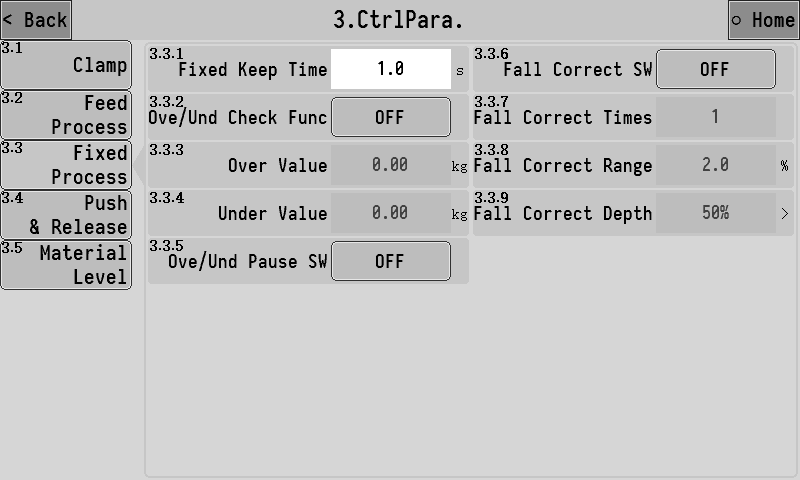 < Back
3.CtrlPara.
○ Home
3.1
Clamp
3.2
Feed
Process
3.3
Fixed
Process
3.4
Push
& Release
3.5
Material
Level
3.3.1
Fixed Keep Time
1.0
s
3.3.2
Ove/Und Check Func
OFF
3.3.3
Over Value
0.00
kg
3.3.4
Under Value
0.00
kg
3.3.5
Ove/Und Pause SW
OFF
3.3.6
Fall Correct SW
OFF
3.3.7
Fall Correct Times
1
3.3.8
Fall Correct Range
2.0
%
3.3.9
Fall Correct Depth
50%
>